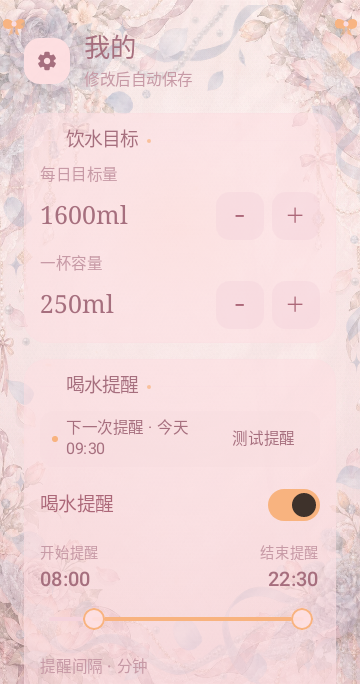 我的
修改后自动保存
饮水目标
每日目标量
1600ml
-
+
一杯容量
250ml
-
+
喝水提醒
下一次提醒 · 今天
09:30
测试提醒
喝水提醒
开始提醒
结束提醒
08:00
22:30
提醒间隔 · 分钟